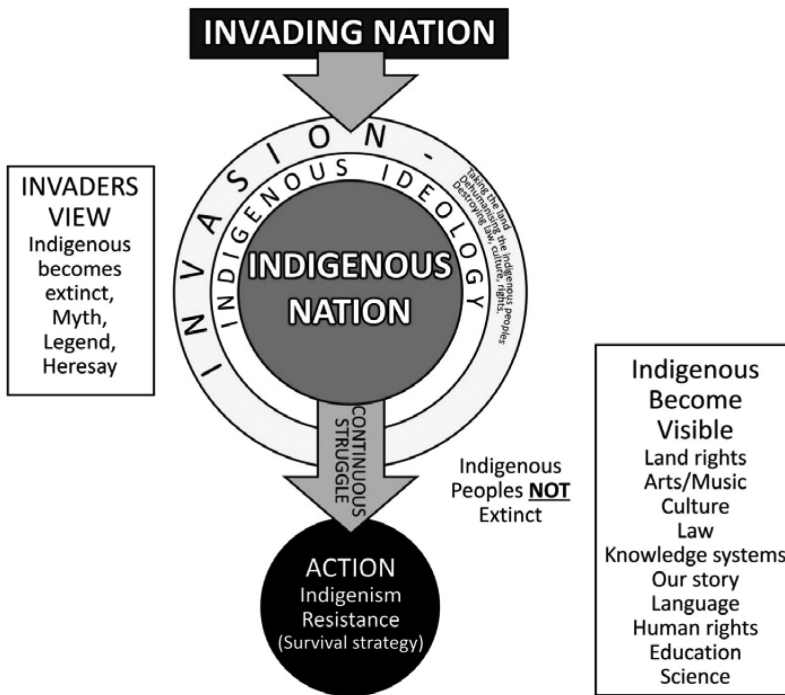 INVADING NATION
INVASION-
Taking the land
Dehumanising the indigenous peoples
Destroying law, culture, rights.
INDIGENOUS IDEOLOGY
INDIGENOUS
NATION
INVADERS
VIEW
Indigenous
becomes
extinct,
Myth,
Legend,
Heresay
CONTINUOUS
STRUGGLE
Indigenous
Peoples NOT
Extinct
ACTION
Indigenism
Resistance
(Survival strategy)
Indigenous
Become
Visible
Land rights
Arts/Music
Culture
Law
Knowledge systems
Our story
Language
Human rights
Education
Science